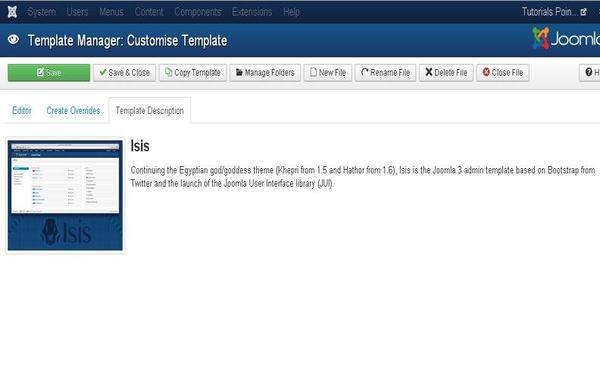 System Users Menus Content Components Extensions Help Tutorials Poin...
Template Manager: Customise Template Joomla
Save Save & Close Copy Template Manage Folders New File Rename File Delete File Close File H
Editor Create Overrides Template Description
Isis
Continuing the Egyptian god/goddess theme (Khepri from 1.5 and Hathor from 1.6), Isis is the Joomla 3 admin template based on Bootstrap from
Twitter and the launch of the Joomla User Interface library (JUI).
Isis